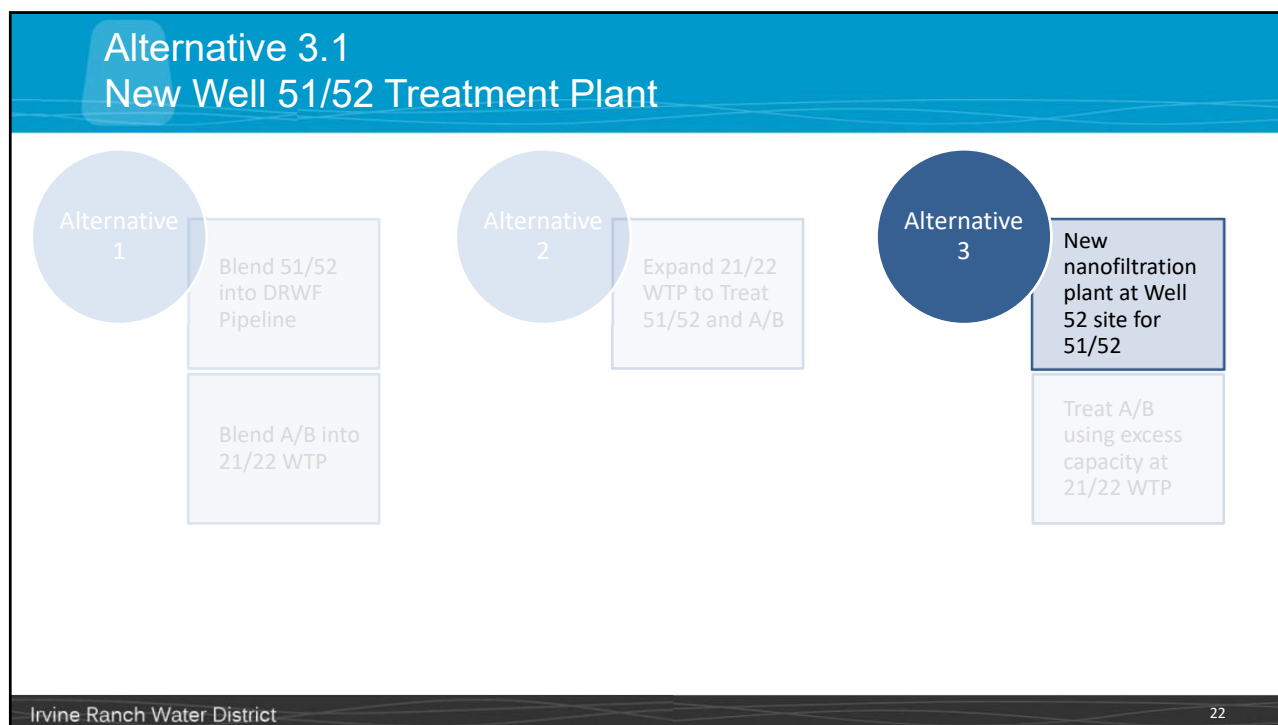 Alternative 3.1
New Well 51/52 Treatment Plant
Alternative
1
Blend 51/52
into DRWF
Pipeline
Blend A/B into
21/22 WTP
Alternative
2
Expand 21/22
WTP to Treat
51/52 and A/B
Alternative
3
New
nanofiltration
plant at Well
52 site for
51/52
Treat A/B
using excess
capacity at
21/22 WTP
Irvine Ranch Water District
22